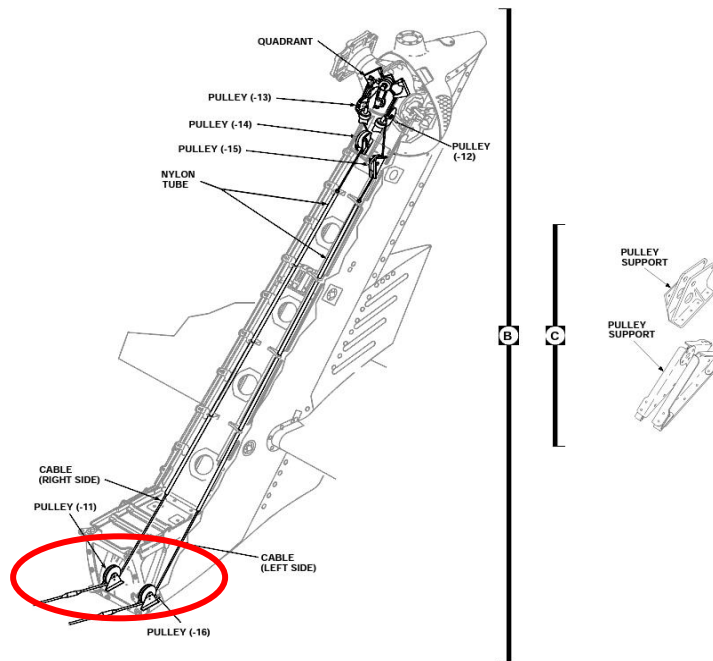 QUADRANT
PULLEY (-13)
PULLEY (-14)
PULLEY (-15)
PULLEY
(-12)
NYLON
TUBE
PULLEY
SUPPORT
B
C
PULLEY
SUPPORT
CABLE
(RIGHT SIDE)
PULLEY (-11)
CABLE
(LEFT SIDE)
PULLEY (-16)